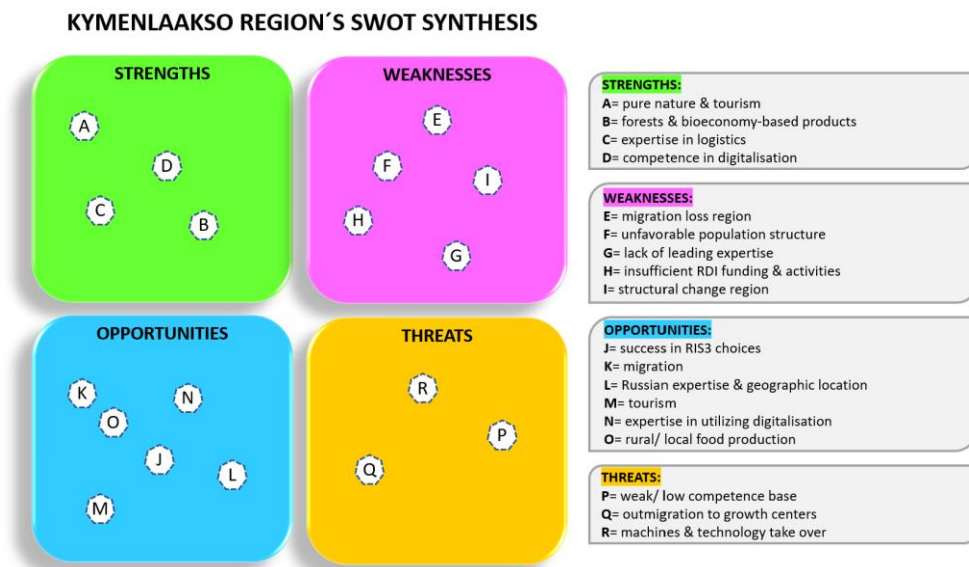 KYMENLAAKSO REGION´S SWOT SYNTHESIS
STRENGTHS
A
D
C
B
WEAKNESSES
E
F
I
H
G
OPPORTUNITIES
K
N
O
J
L
M
THREATS
R
P
Q
STRENGTHS:
A= pure nature & tourism
B= forests & bioeconomy-based products
C= expertise in logistics
D= competence in digitalisation
WEAKNESSES:
E= migration loss region
F= unfavorable population structure
G= lack of leading expertise
H= insufficient RDI funding & activities
I= structural change region
OPPORTUNITIES:
J= success in RIS3 choices
K= migration
L= Russian expertise & geographic location
M= tourism
N= expertise in utilizing digitalisation
O= rural/ local food production
THREATS:
P= weak/ low competence base
Q= outmigration to growth centers
R= machines & technology take over